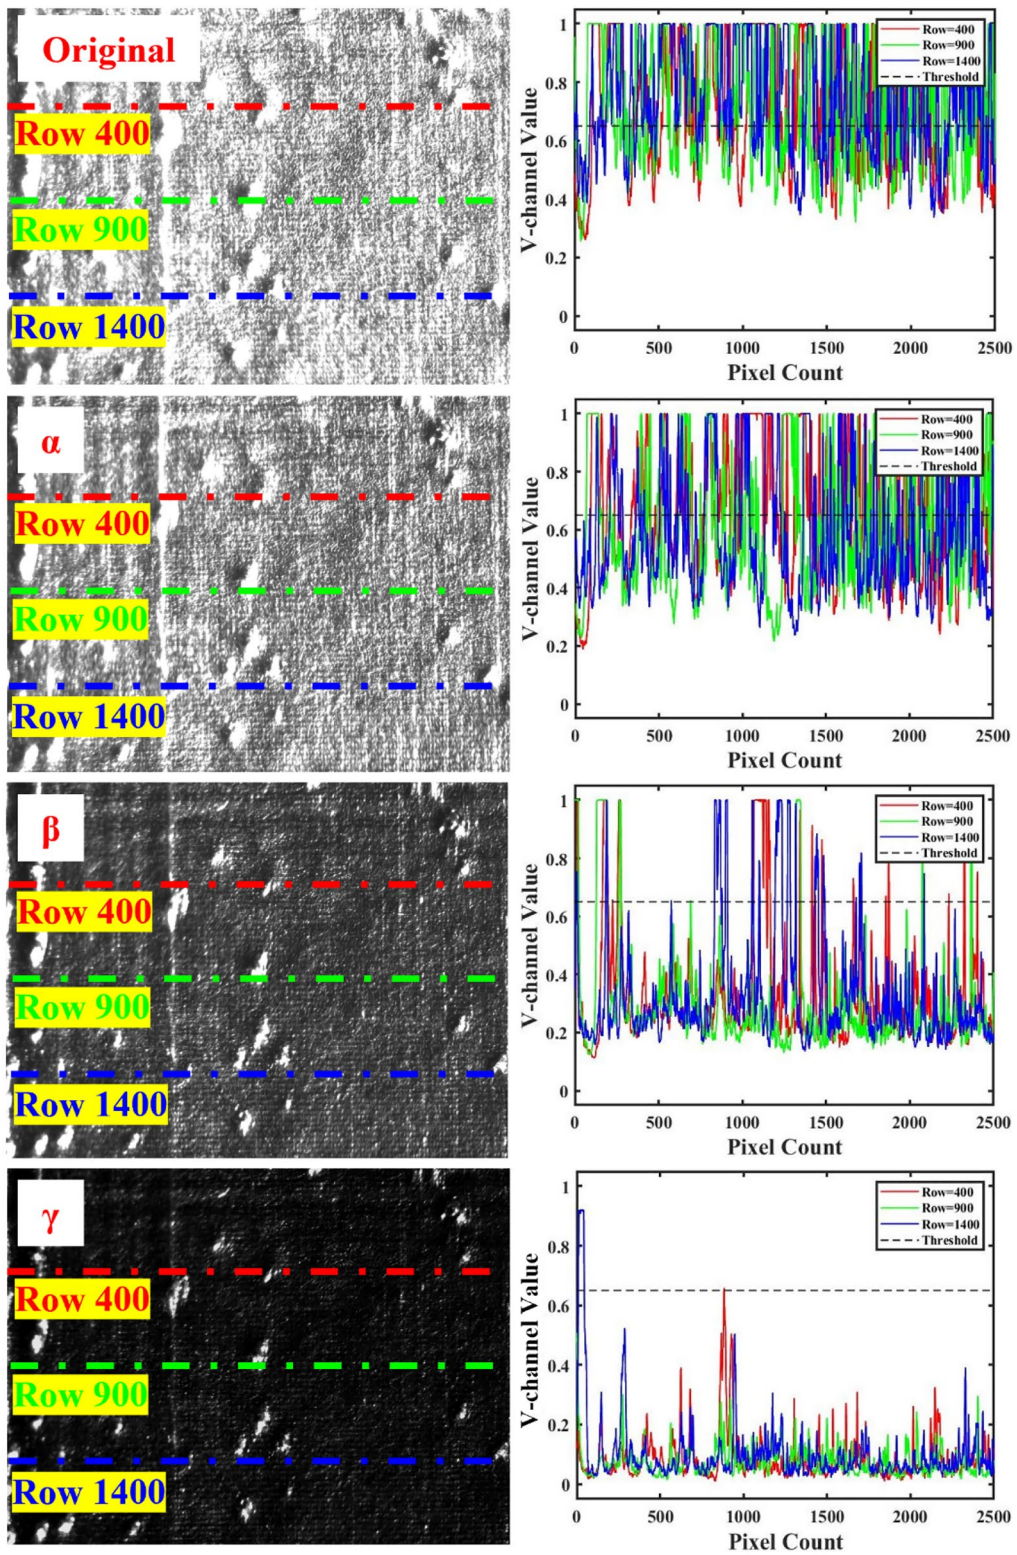 Original
Row 400
Row 900
Row 1400
V-channel Value
1
0.8
0.6
0.4
0.2
0
Row=400
Row=900
Row=1400
Threshold
0 500 1000 1500 2000 2500
Pixel Count
α
Row 400
Row 900
Row 1400
V-channel Value
1
0.8
0.6
0.4
0.2
0
Row=400
Row=900
Row=1400
Threshold
0 500 1000 1500 2000 2500
Pixel Count
β
Row 400
Row 900
Row 1400
V-channel Value
1
0.8
0.6
0.4
0.2
0
Row=400
Row=900
Row=1400
Threshold
0 500 1000 1500 2000 2500
Pixel Count
γ
Row 400
Row 900
Row 1400
V-channel Value
1
0.8
0.6
0.4
0.2
0
Row=400
Row=900
Row=1400
Threshold
0 500 1000 1500 2000 2500
Pixel Count